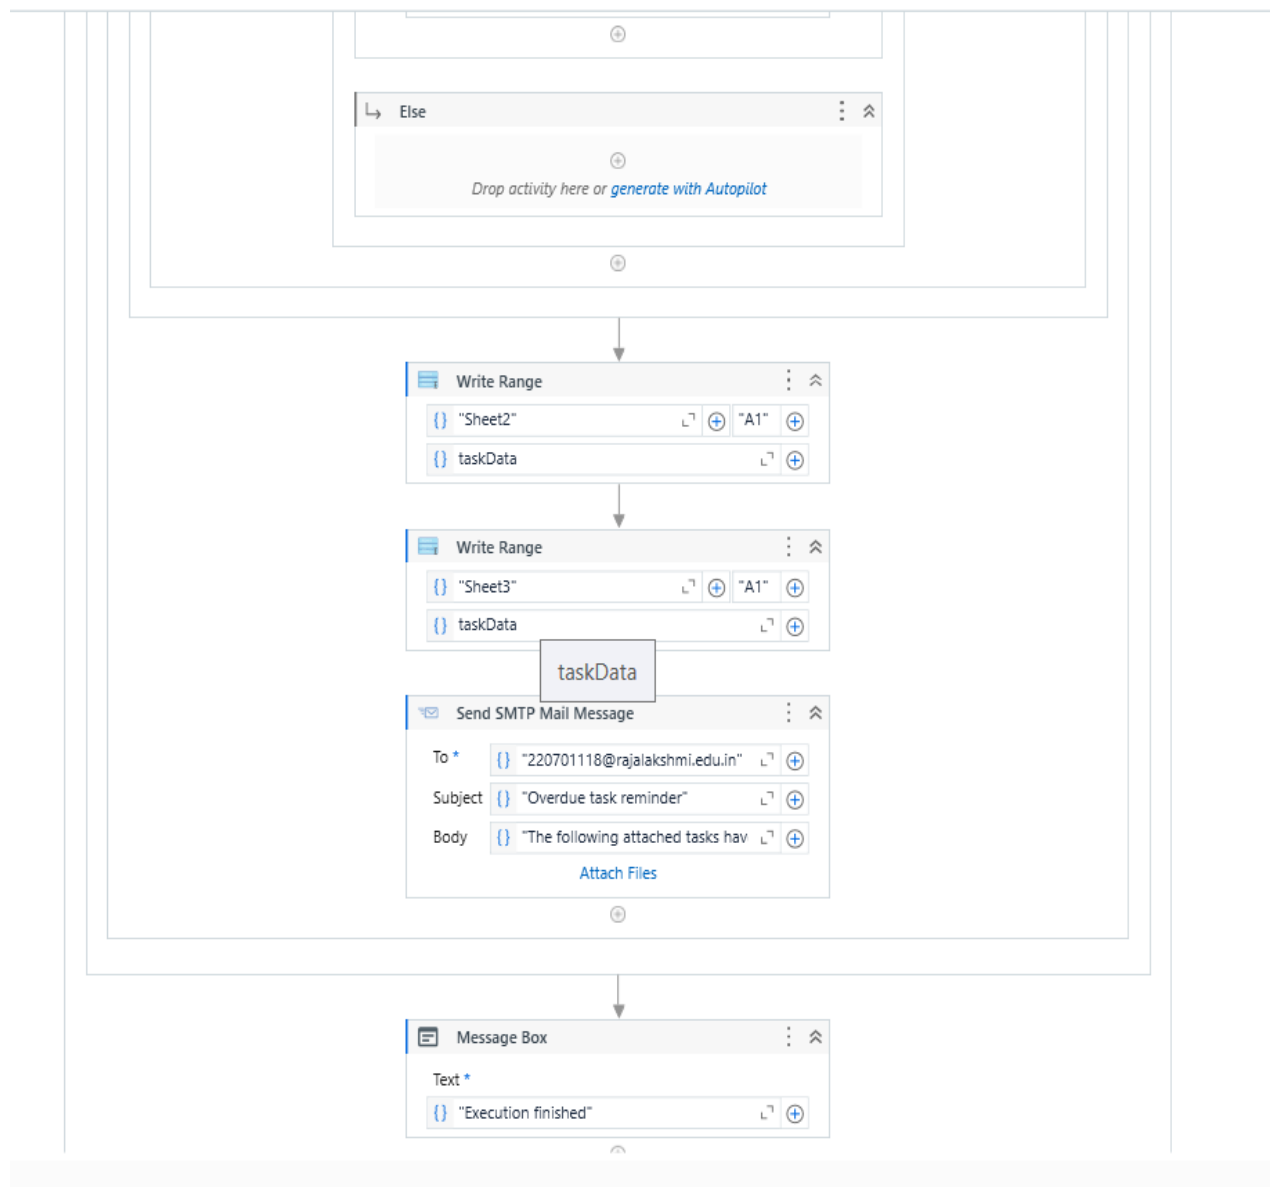 Else
Drop activity here or generate with Autopilot
Write Range
{} "Sheet2" "A1"
{} taskData
Write Range
{} "Sheet3" "A1"
{} taskData
taskData
Send SMTP Mail Message
To * {} "220701118@rajalakshmi.edu.in"
Subject {} "Overdue task reminder"
Body {} "The following attached tasks hav
Attach Files
Message Box
Text *
{} "Execution finished"